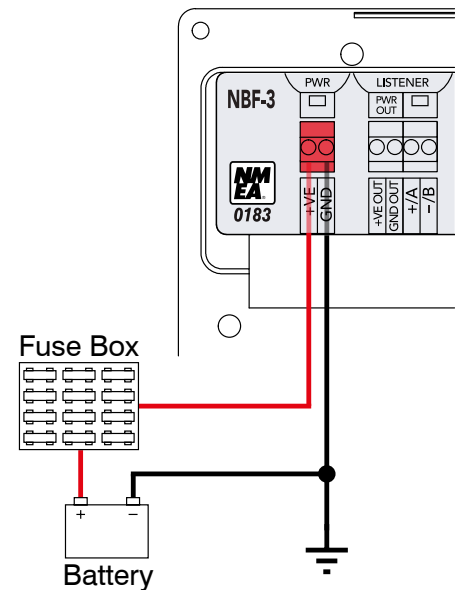 PWR
LISTENER
NBF-3
PWR
OUT
NM
EA®
0183
+VE
GND
+VE OUT
GND OUT
+/A
−/B
Fuse Box
+
−
Battery